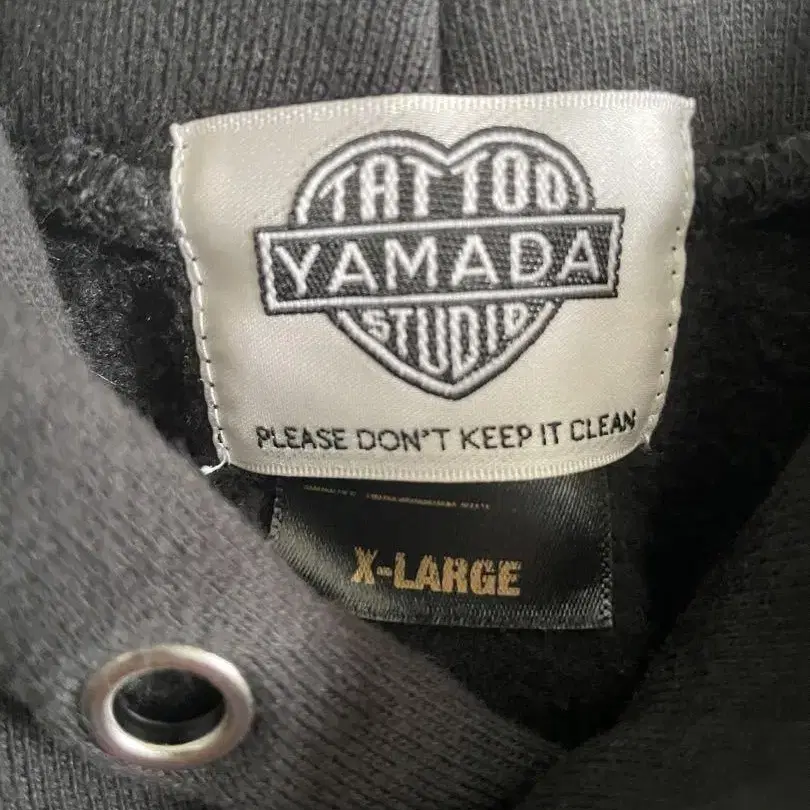 TATTOO
YAMADA
STUDIO
PLEASE DON'T KEEP IT CLEAN
X-LARGE